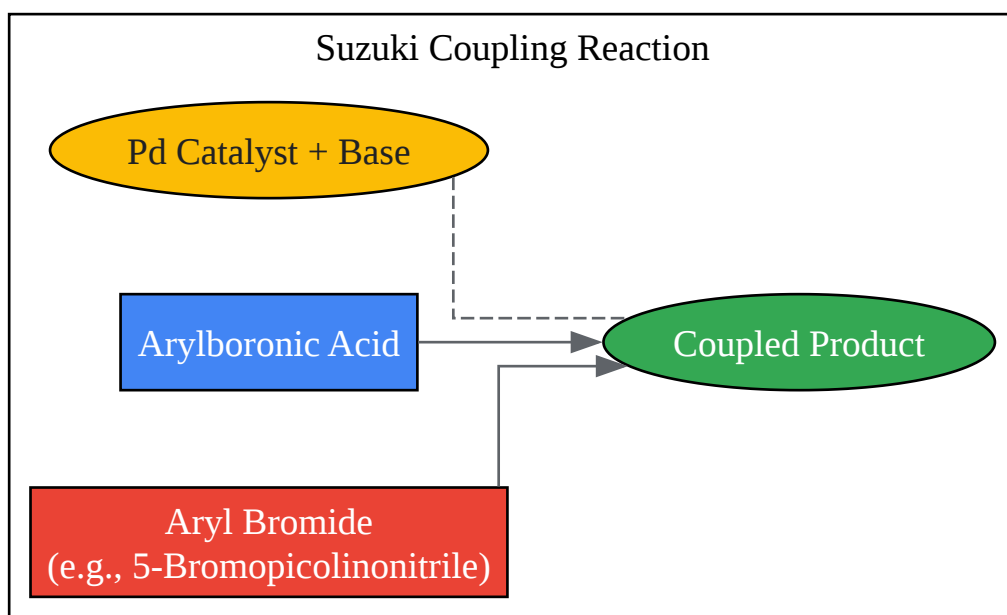 Suzuki Coupling Reaction
Pd Catalyst + Base
Arylboronic Acid
Coupled Product
Aryl Bromide
(e.g., 5-Bromopicolinonitrile)